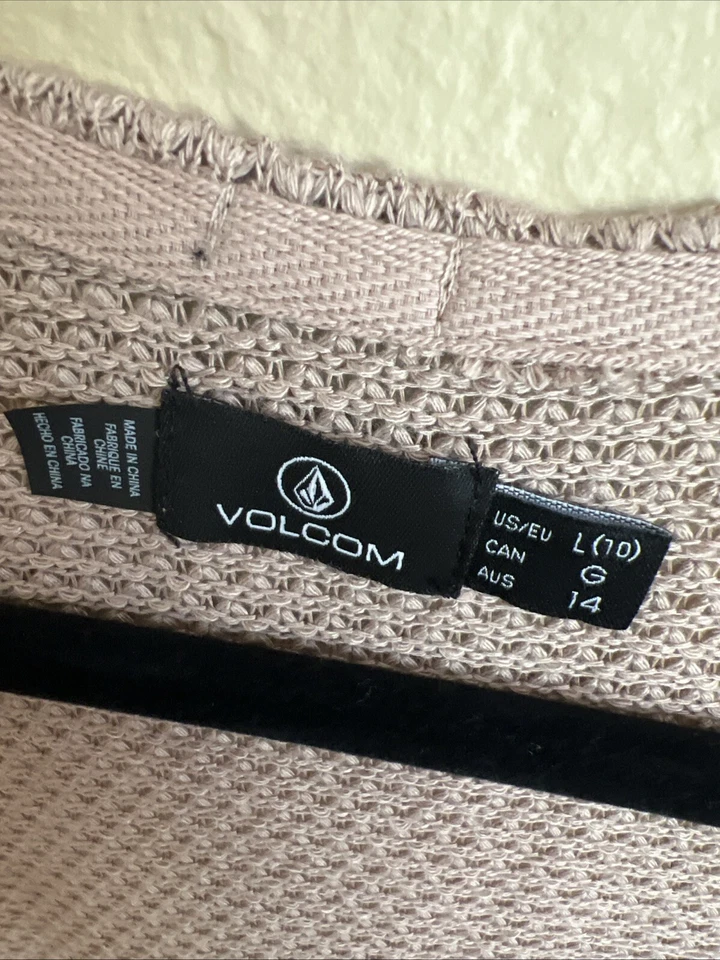 MADE IN CHINA
FABRIQUE EN
CHINE
FABRICADO NA
CHINA
HECHO EN CHINA
VOLCOM
US/EU L(10)
CAN G
AUS 14